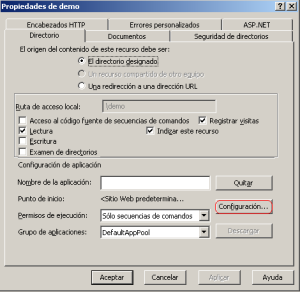 Propiedades de demo
Encabezados HTTP
Errores personalizados
ASP.NET
Directorio
Documentos
Seguridad de directorios
El origen del contenido de este recurso debe ser:
El directorio designado
Un recurso compartido de otro equipo
Una redirección a una dirección URL
Ruta de acceso local:
\demo
Acceso al código fuente de secuencias de comandos
Registrar visitas
Lectura
Indizar este recurso
Escritura
Examen de directorios
Configuración de aplicación
Nombre de la aplicación:
Quitar
Punto de inicio:
<Sitio Web predetermina...
Configuración...
Permisos de ejecución:
Sólo secuencias de comandos
Grupo de aplicaciones:
DefaultAppPool
Descargar
Aceptar
Cancelar
Aplicar
Ayuda